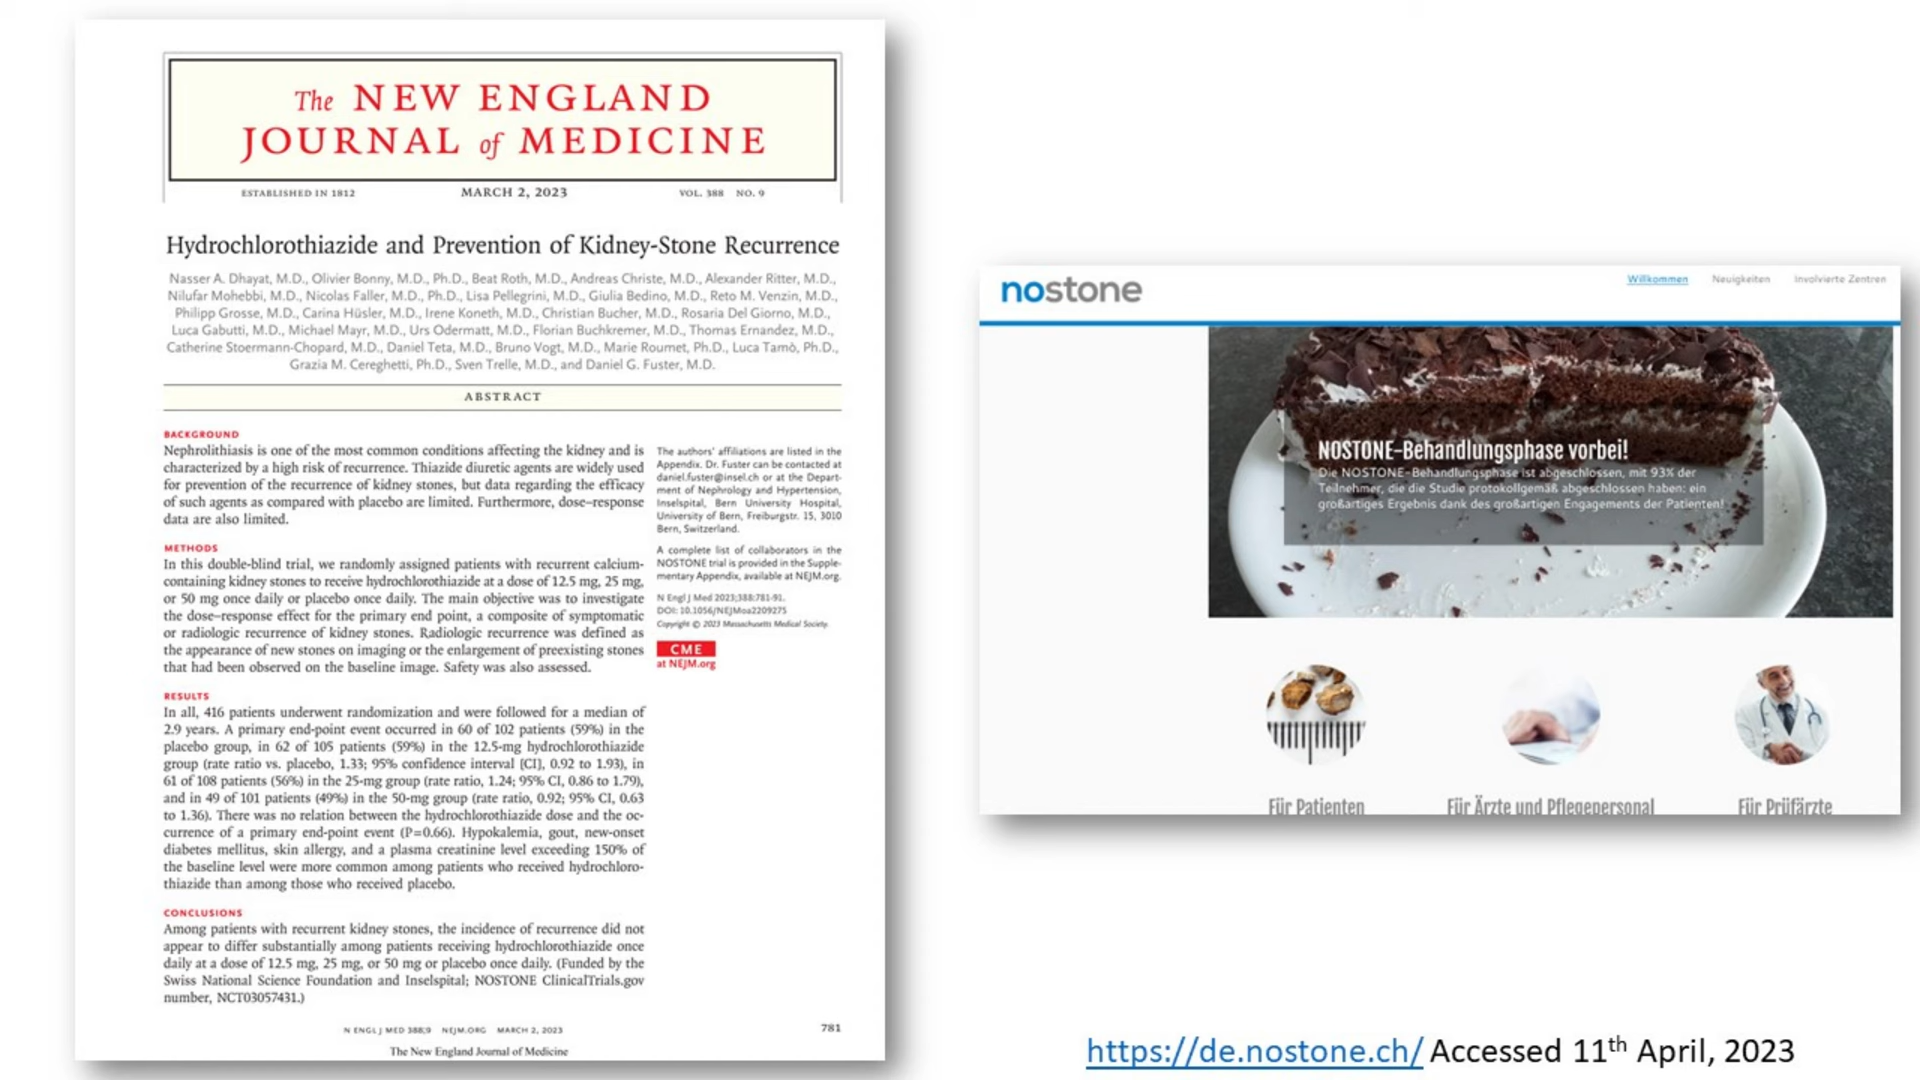 The NEW ENGLAND
JOURNAL of MEDICINE
ESTABLISHED IN 1812 MARCH 2, 2023 VOL. 388 NO. 9
Hydrochlorothiazide and Prevention of Kidney-Stone Recurrence
Nasser A. Dhayat, M.D., Olivier Bonny, M.D., Ph.D., Beat Roth, M.D., Andreas Christe, M.D., Alexander Ritter, M.D.,
Nilufar Mohebbi, M.D., Nicolas Faller, M.D., Ph.D., Lisa Pellegrini, M.D., Giulia Bedino, M.D., Reto M. Venzin, M.D.,
Philipp Grosse, M.D., Carina Hüsler, M.D., Irene Koneth, M.D., Christian Bucher, M.D., Rosaria Del Giorno, M.D.,
Luca Gabutti, M.D., Michael Mayr, M.D., Urs Odermatt, M.D., Florian Buchkremer, M.D., Thomas Ernandez, M.D.,
Catherine Stoermann-Chopard, M.D., Daniel Teta, M.D., Bruno Vogt, M.D., Marie Roumet, Ph.D., Luca Tamò, Ph.D.,
Grazia M. Cereghetti, Ph.D., Sven Trelle, M.D., and Daniel G. Fuster, M.D.
ABSTRACT
BACKGROUND
Nephrolithiasis is one of the most common conditions affecting the kidney and is
characterized by a high risk of recurrence. Thiazide diuretic agents are widely used
for prevention of the recurrence of kidney stones, but data regarding the efficacy
of such agents as compared with placebo are limited. Furthermore, dose–response
data are also limited.
METHODS
In this double-blind trial, we randomly assigned patients with recurrent calcium-
containing kidney stones to receive hydrochlorothiazide at a dose of 12.5 mg, 25 mg,
or 50 mg once daily or placebo once daily. The main objective was to investigate
the dose–response effect for the primary end point, a composite of symptomatic
or radiologic recurrence of kidney stones. Radiologic recurrence was defined as
the appearance of new stones on imaging or the enlargement of preexisting stones
that had been observed on the baseline image. Safety was also assessed.
RESULTS
In all, 416 patients underwent randomization and were followed for a median of
2.9 years. A primary end-point event occurred in 60 of 102 patients (59%) in the
placebo group, in 62 of 105 patients (59%) in the 12.5-mg hydrochlorothiazide
group (rate ratio vs. placebo, 1.33; 95% confidence interval [CI], 0.92 to 1.93), in
61 of 108 patients (56%) in the 25-mg group (rate ratio, 1.24; 95% CI, 0.86 to 1.79),
and in 49 of 101 patients (49%) in the 50-mg group (rate ratio, 0.92; 95% CI, 0.63
to 1.36). There was no relation between the hydrochlorothiazide dose and the oc-
currence of a primary end-point event (P=0.66). Hypokalemia, gout, new-onset
diabetes mellitus, skin allergy, and a plasma creatinine level exceeding 150% of
the baseline level were more common among patients who received hydrochloro-
thiazide than among those who received placebo.
CONCLUSIONS
Among patients with recurrent kidney stones, the incidence of recurrence did not
appear to differ substantially among patients receiving hydrochlorothiazide once
daily at a dose of 12.5 mg, 25 mg, or 50 mg or placebo once daily. (Funded by the
Swiss National Science Foundation and Inselspital; NOSTONE ClinicalTrials.gov
number, NCT03057431.)
The authors' affiliations are listed in the
Appendix. Dr. Fuster can be contacted at
daniel.fuster@insel.ch or at the Depart-
ment of Nephrology and Hypertension,
Inselspital, Bern University Hospital,
University of Bern, Freiburgstr. 15, 3010
Bern, Switzerland.
A complete list of collaborators in the
NOSTONE trial is provided in the Supple-
mentary Appendix, available at NEJM.org.
N Engl J Med 2023;388:781-91.
DOI: 10.1056/NEJMoa2209275
Copyright © 2023 Massachusetts Medical Society.
CME
at NEJM.org
N ENGL J MED 388;9 NEJM.ORG MARCH 2, 2023 781
The New England Journal of Medicine
nostone
Willkommen Neuigkeiten Involvierte Zentren
NOSTONE-Behandlungsphase vorbei!
Die NOSTONE-Behandlungsphase ist abgeschlossen, mit 93% der
Teilnehmer, die die Studie protokollgemäß abgeschlossen haben: ein
großartiges Ergebnis dank des großartigen Engagements der Patienten!
Für Patienten Für Ärzte und Pflegepersonal Für Prüfärzte
https://de.nostone.ch/ Accessed 11th April, 2023